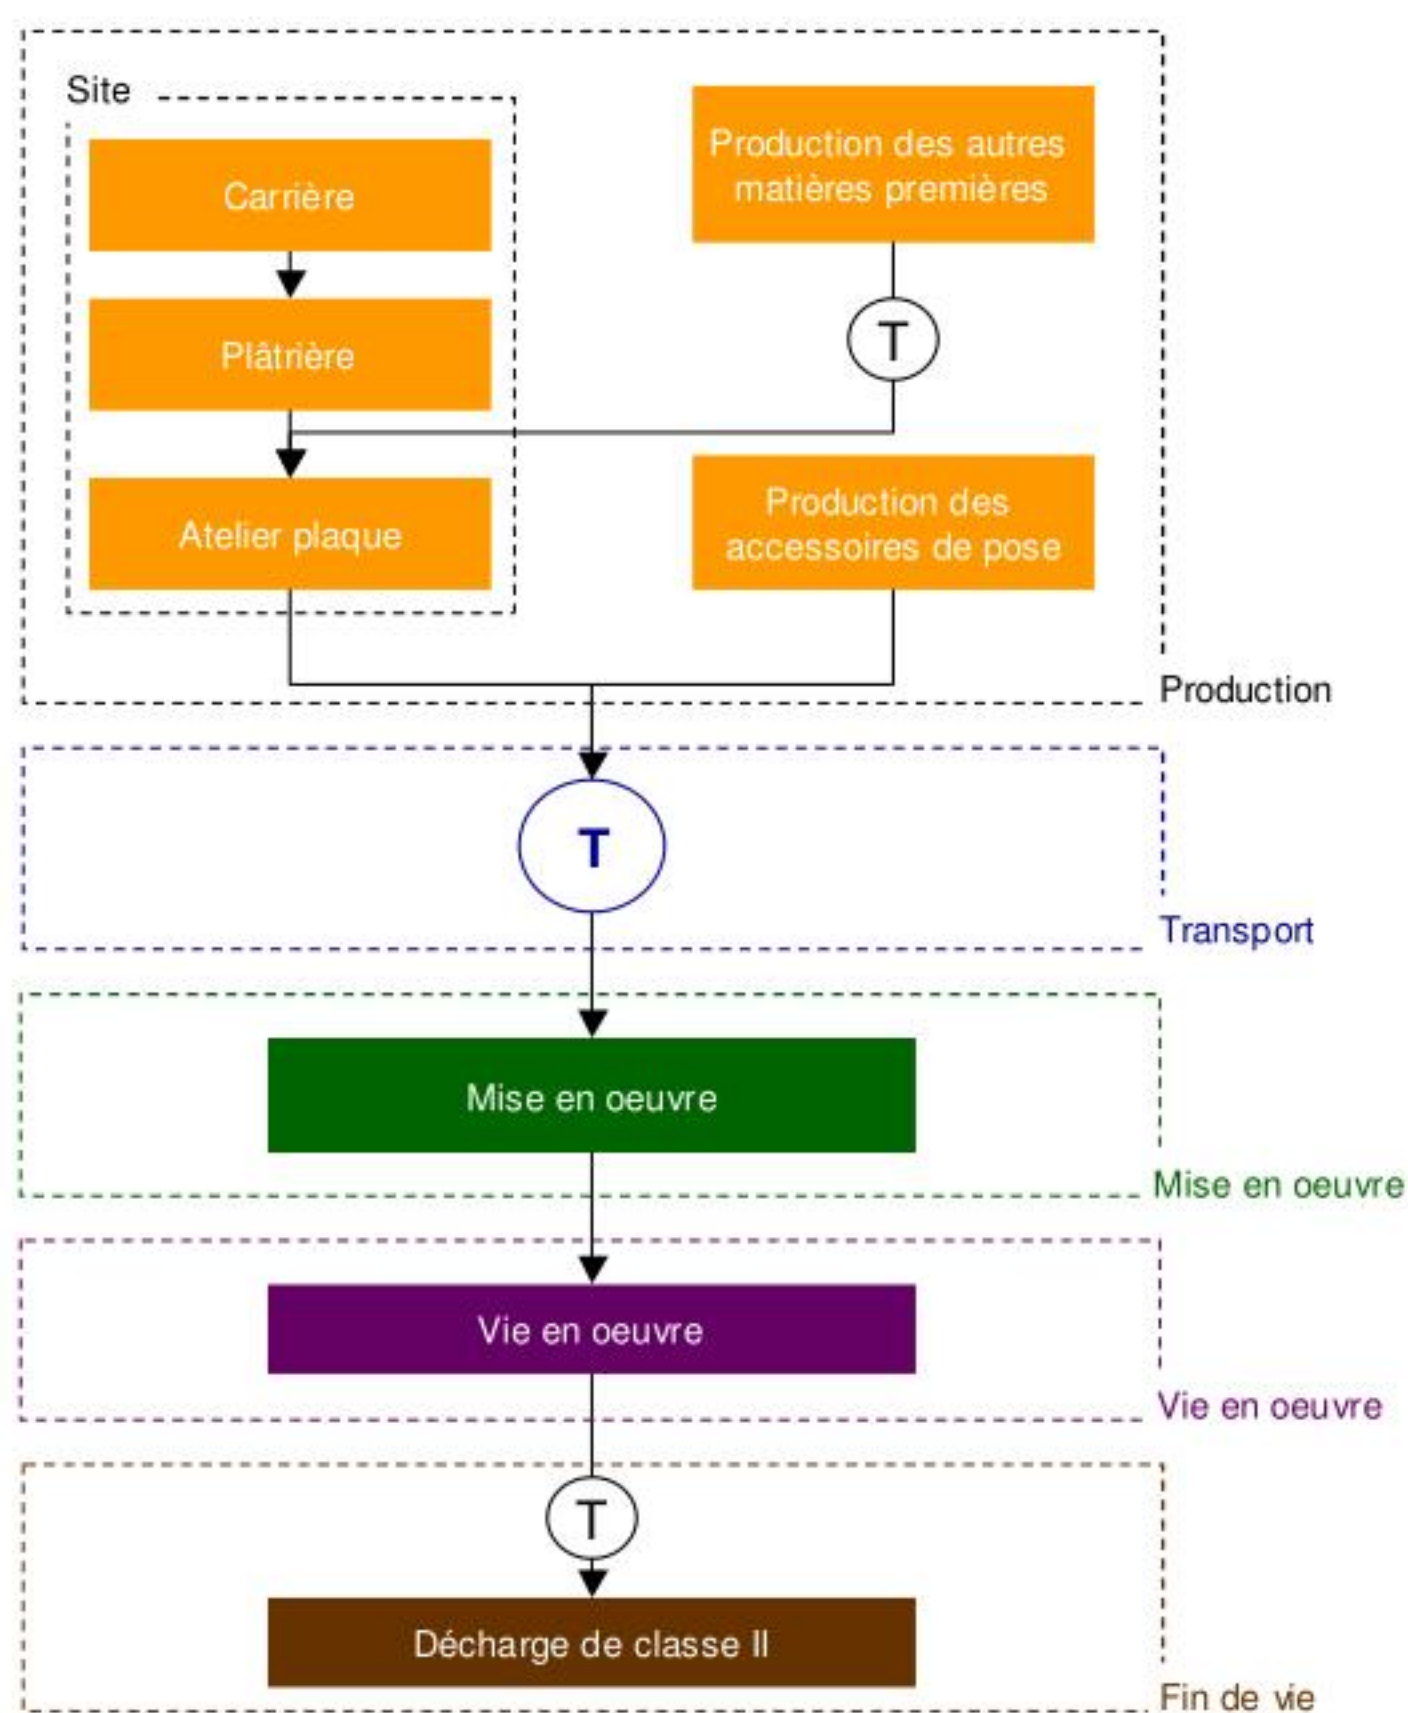 Site
Carrière
Production des autres
matières premières
T
Plâtrière
Atelier plaque
Production des
accessoires de pose
Production
T
Transport
Mise en oeuvre
Mise en oeuvre
Vie en oeuvre
Vie en oeuvre
T
Décharge de classe II
Fin de vie